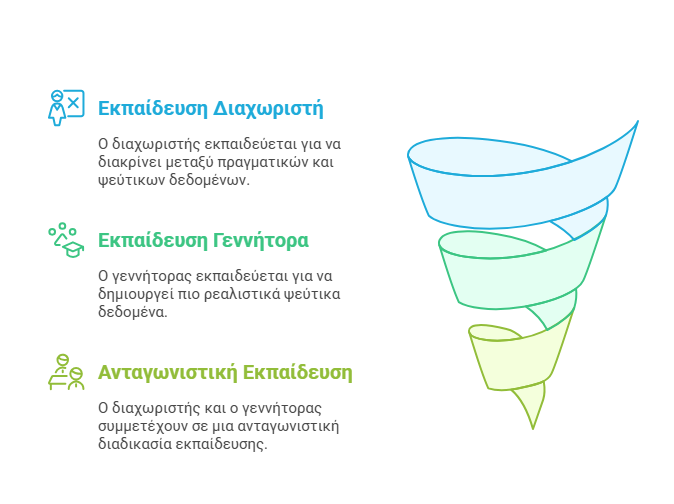 Εκπαίδευση Διαχωριστή
Ο διαχωριστής εκπαιδεύεται για να
διακρίνει μεταξύ πραγματικών και
ψεύτικων δεδομένων.
Εκπαίδευση Γεννήτορα
Ο γεννήτορας εκπαιδεύεται για να
δημιουργεί πιο ρεαλιστικά ψεύτικα
δεδομένα.
Ανταγωνιστική Εκπαίδευση
Ο διαχωριστής και ο γεννήτορας
συμμετέχουν σε μια ανταγωνιστική
διαδικασία εκπαίδευσης.